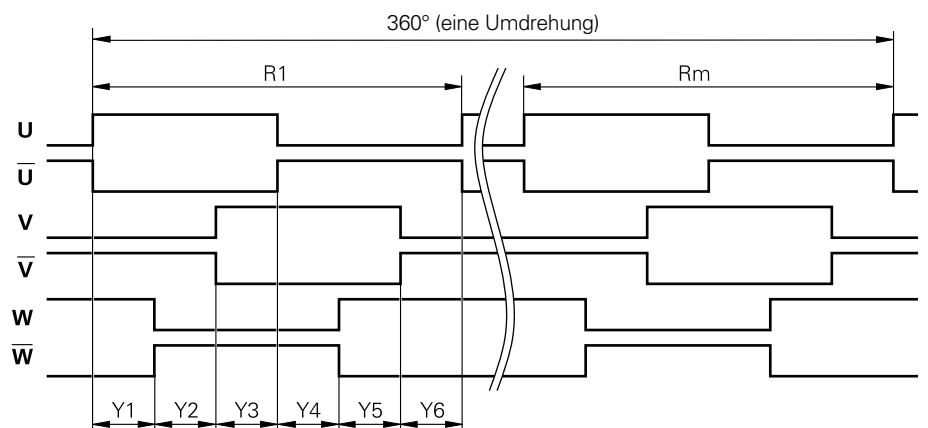 360° (eine Umdrehung)
R1 Rm
U
U̅
V
V̅
W
W̅
Y1 Y2 Y3 Y4 Y5 Y6